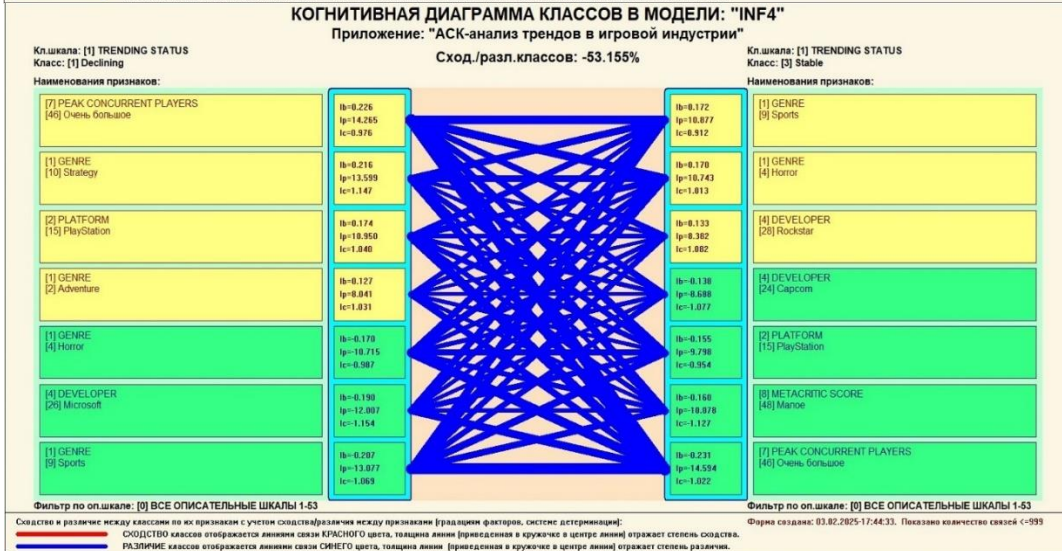 КОГНИТИВНАЯ ДИАГРАММА КЛАССОВ В МОДЕЛИ: "INF4"
Приложение: "АСК-анализ трендов в игровой индустрии"
Сход./разл.классов: -53.155%
Кл.шкала: [1] TRENDING STATUS
Класс: [1] Declining
Наименования признаков:
[7] PEAK CONCURRENT PLAYERS
[46] Очень большое
Ib=0.226
Ip=14.265
Ic=0.976
[1] GENRE
[10] Strategy
Ib=0.216
Ip=13.599
Ic=1.147
[2] PLATFORM
[15] PlayStation
Ib=0.174
Ip=10.950
Ic=1.040
[1] GENRE
[2] Adventure
Ib=0.127
Ip=8.041
Ic=1.031
[1] GENRE
[4] Horror
Ib=-0.170
Ip=-10.715
Ic=-0.987
[4] DEVELOPER
[26] Microsoft
Ib=-0.190
Ip=-12.007
Ic=-1.154
[1] GENRE
[9] Sports
Ib=-0.207
Ip=-13.077
Ic=-1.069
Фильтр по оп.шкале: [0] ВСЕ ОПИСАТЕЛЬНЫЕ ШКАЛЫ 1-53
Кл.шкала: [1] TRENDING STATUS
Класс: [3] Stable
Наименования признаков:
Ib=0.172
Ip=10.877
Ic=0.912
[1] GENRE
[9] Sports
Ib=0.170
Ip=10.743
Ic=1.013
[1] GENRE
[4] Horror
Ib=0.133
Ip=8.382
Ic=1.082
[4] DEVELOPER
[28] Rockstar
Ib=-0.138
Ip=-8.688
Ic=-1.077
[4] DEVELOPER
[24] Capcom
Ib=-0.155
Ip=-9.798
Ic=-0.954
[2] PLATFORM
[15] PlayStation
Ib=-0.160
Ip=-10.078
Ic=-1.127
[8] METACRITIC SCORE
[48] Малое
Ib=-0.231
Ip=-14.594
Ic=-1.022
[7] PEAK CONCURRENT PLAYERS
[46] Очень большое
Фильтр по оп.шкале: [0] ВСЕ ОПИСАТЕЛЬНЫЕ ШКАЛЫ 1-53
Сходство и различие между классами по их признакам с учетом сходства/различия между признаками (градациям факторов, системе детерминации):
СХОДСТВО классов отображается линиями связи КРАСНОГО цвета, толщина линии (приведенная в кружочке в центре линии) отражает степень сходства.
РАЗЛИЧИЕ классов отображается линиями связи СИНЕГО цвета, толщина линии (приведенная в кружочке в центре линии) отражает степень различия.
Форма создана: 03.02.2025-17:44:33. Показано количество связей <=999